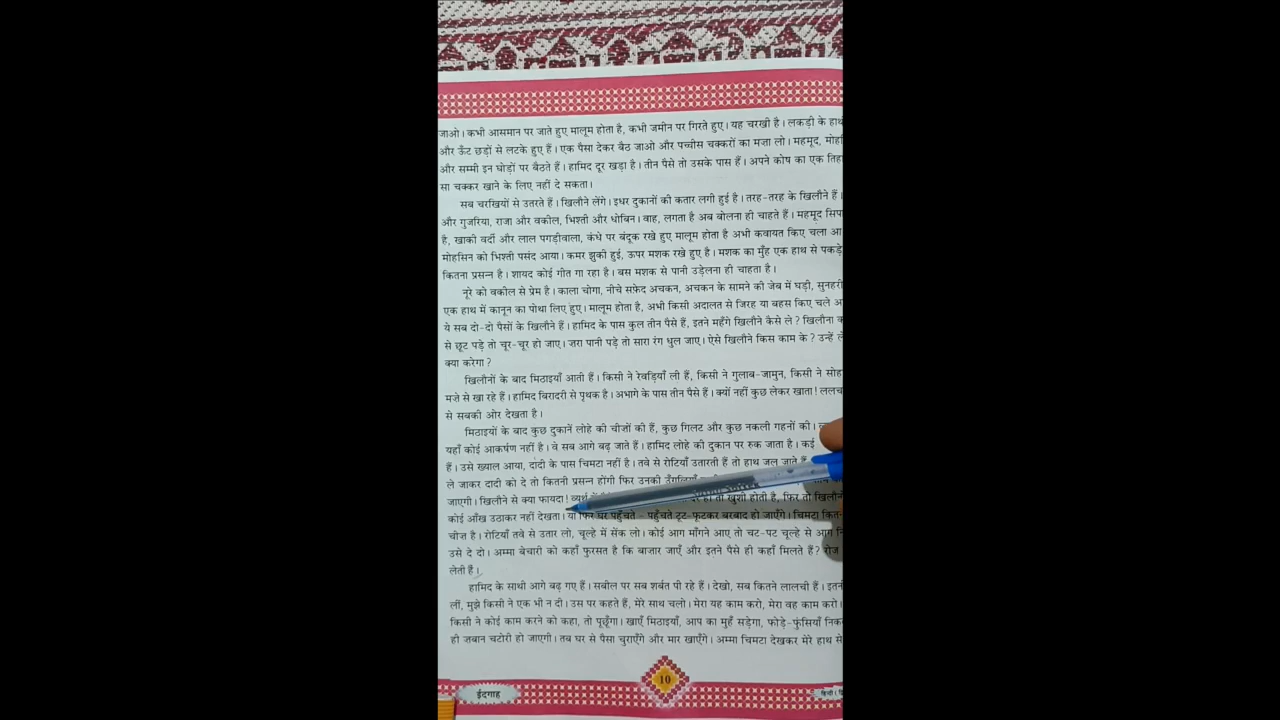 जाओ। कभी आसमान पर जाते हुए मालूम होता है, कभी जमीन पर गिरते हुए। यह चरखी है। लकड़ी के हाथ
और ऊँट छड़ों से लटके हुए हैं। एक पैसा देकर बैठ जाओ और पच्चीस चक्करों का मज़ा लो। महमूद,
और सम्मी इन घोड़ों पर बैठते हैं। हामिद दूर खड़ा है। तीन पैसे तो उसके पास हैं। अपने कोष का एक
सा चक्कर खाने के लिए नहीं दे सकता।
सब चरखियों से उतरते हैं। खिलौने लेंगे। इधर दुकानों की कतार लगी हुई है। तरह-तरह के खिलौने हैं।
और गुजरिया, राजा और वकील, भिश्ती और धोबिन। वाह, लगता है अब बोलना ही चाहते हैं। महमूद
है, खाकी वर्दी और लाल पगड़ीवाला, कंधे पर बंदूक रखे हुए मालूम होता है अभी कवायत किए चला आ
मोहसिन को भिश्ती पसंद आया। कमर झुकी हुई, ऊपर मशक रखे हुए है। मशक का मुँह एक हाथ से पकड़े
कितना प्रसन्न है। शायद कोई गीत गा रहा है। बस मशक से पानी उड़ेलना ही चाहता है।
नूरे को वकील से प्रेम है। काला चोगा, नीचे सफ़ेद अचकन, अचकन के सामने की जेब में घड़ी, सुनहरी
एक हाथ में कानून का पोथा लिए हुए। मालूम होता है, अभी किसी अदालत से जिरह या बहस किए चले
ये सब दो-दो पैसों के खिलौने हैं। हामिद के पास कुल तीन पैसे हैं, इतने महँगे खिलौने कैसे ले? खिलौना
से छूट पड़े तो चूर-चूर हो जाए। ज़रा पानी पड़े तो सारा रंग धुल जाए। ऐसे खिलौने किस काम के? उन्हें
क्या करेगा?
खिलौनों के बाद मिठाइयाँ आती हैं। किसी ने रेवड़ियाँ ली हैं, किसी ने गुलाब-जामुन, किसी ने
मज़े से खा रहे हैं। हामिद बिरादरी से पृथक है। अभागे के पास तीन पैसे हैं। क्यों नहीं कुछ लेकर खाता!
से सबकी ओर देखता है।
मिठाइयों के बाद कुछ दुकानें लोहे की चीज़ों की हैं, कुछ गिलट और कुछ नकली गहनों की।
यहाँ कोई आकर्षण नहीं है। वे सब आगे बढ़ जाते हैं। हामिद लोहे की दुकान पर रुक जाता है। कई
हैं। उसे ख्याल आया, दादी के पास चिमटा नहीं है। तवे से रोटियाँ उतारती हैं तो हाथ जल जाते हैं
ले जाकर दादी को दे तो कितनी प्रसन्न होंगी फिर उनकी उँगलियाँ
जाएगी। खिलौने से क्या फायदा! व्यर्थ में खुशी होती है, फिर तो
कोई आँख उठाकर नहीं देखता। या फिर घर पहुँचते - पहुँचते टूट-फूटकर बरबाद हो जाएँगे। चिमटा
चीज़ है। रोटियाँ तवे से उतार लो, चूल्हे में सेंक लो। कोई आग माँगने आए तो चट-पट चूल्हे से आग
उसे दे दो। अम्मा बेचारी को कहाँ फुरसत है कि बाज़ार जाएँ और इतने पैसे ही कहाँ मिलते हैं? रोज
लेती हैं।
हामिद के साथी आगे बढ़ गए हैं। सबील पर सब शर्बत पी रहे हैं। देखो, सब कितने लालची हैं।
लीं, मुझे किसी ने एक भी न दी। उस पर कहते हैं, मेरे साथ चलो। मेरा यह काम करो, मेरा वह काम करो।
किसी ने कोई काम करने को कहा, तो पूछूँगा। खाएँ मिठाइयाँ, आप का मुहँ सड़ेगा, फोड़े-फुंसियाँ
ही जबान चटोरी हो जाएगी। तब घर से पैसा चुराएँगे और मार खाएँगे। अम्मा चिमटा देखकर मेरे हाथ से
10
ईदगाह